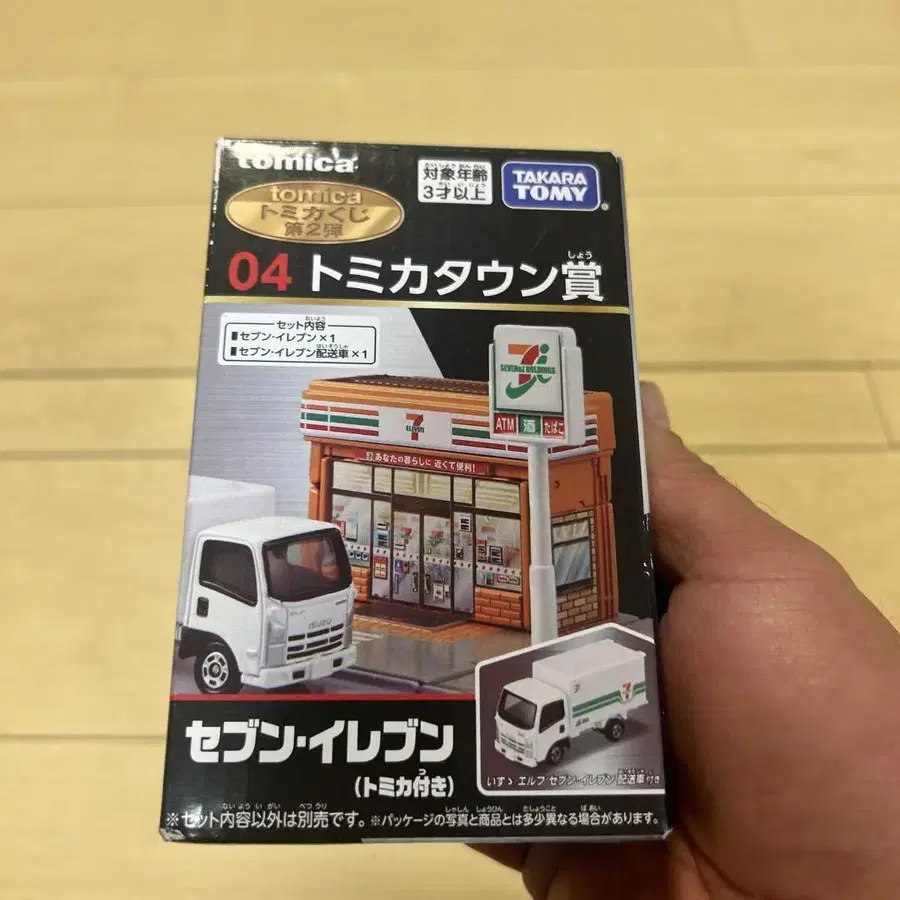 tomica
対象年齢
3才以上
TAKARA
TOMY
tomica
トミカくじ
第2弾
04 トミカタウン賞
セット内容
■セブン‐イレブン×1
■セブン‐イレブン配送車×1
7
SEVEN&I HOLDINGS
ATM 酒 たばこ
7
ELEVEN
あなたの暮らしに 近くて便利!
ISUZU
セブン‐イレブン
(トミカ付き)
いすゞ エルフ セブン‐イレブン 配送車 付き
※セット内容以外は別売です。※パッケージの写真と商品とは多少異なる場合があります。